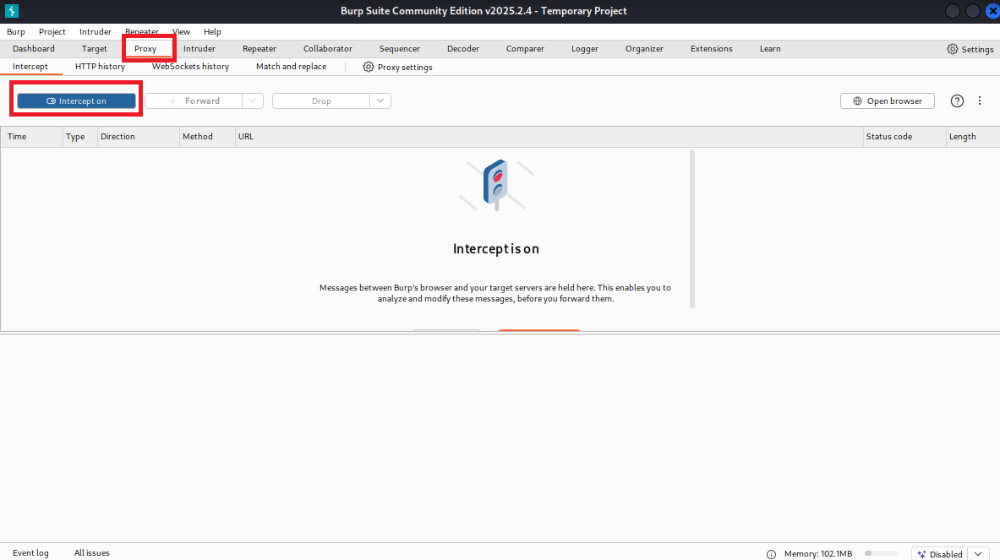 Burp Suite Community Edition v2025.2.4 - Temporary Project
Burp Project Intruder Repeater View Help
Dashboard Target Proxy Intruder Repeater Collaborator Sequencer Decoder Comparer Logger Organizer Extensions Learn Settings
Intercept HTTP history WebSockets history Match and replace Proxy settings
Intercept on Forward Drop Open browser
Time Type Direction Method URL Status code Length
Intercept is on
Messages between Burp's browser and your target servers are held here. This enables you to
analyze and modify these messages, before you forward them.
Event log All issues Memory: 102.1MB Disabled